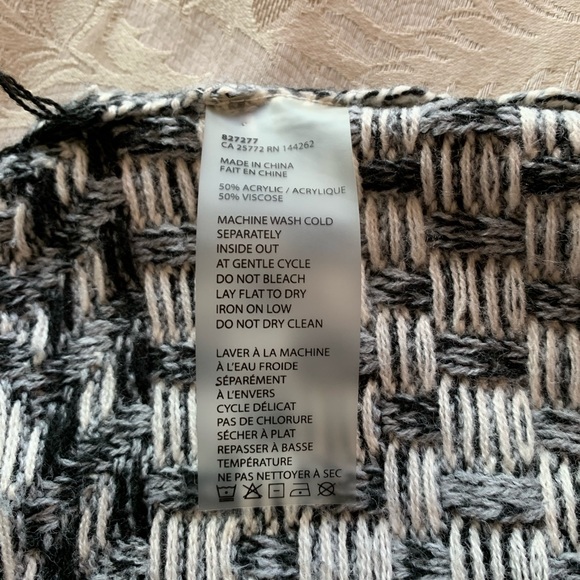 827277
CA 25772 RN 144262
MADE IN CHINA
FAIT EN CHINE
50% ACRYLIC / ACRYLIQUE
50% VISCOSE
MACHINE WASH COLD
SEPARATELY
INSIDE OUT
AT GENTLE CYCLE
DO NOT BLEACH
LAY FLAT TO DRY
IRON ON LOW
DO NOT DRY CLEAN
LAVER À LA MACHINE
À L'EAU FROIDE
SÉPARÉMENT
À L'ENVERS
CYCLE DÉLICAT
PAS DE CHLORURE
SÉCHER À PLAT
REPASSER À BASSE
TEMPÉRATURE
NE PAS NETTOYER À SEC